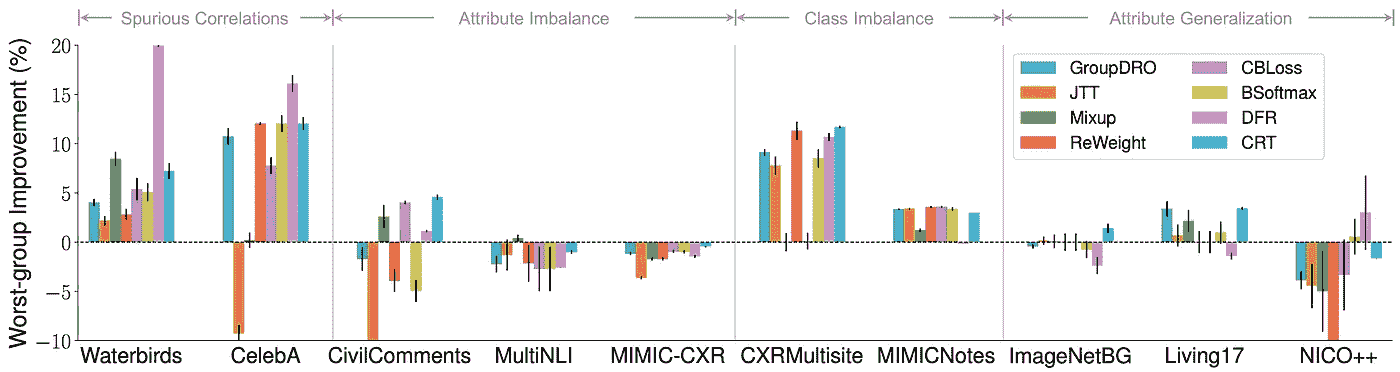 Spurious Correlations Attribute Imbalance Class Imbalance Attribute Generalization
Worst-group Improvement (%)
20
15
10
5
0
−5
−10
GroupDRO CBLoss
JTT BSoftmax
Mixup DFR
ReWeight CRT
Waterbirds CelebA CivilComments MultiNLI MIMIC-CXR CXRMultisite MIMICNotes ImageNetBG Living17 NICO++